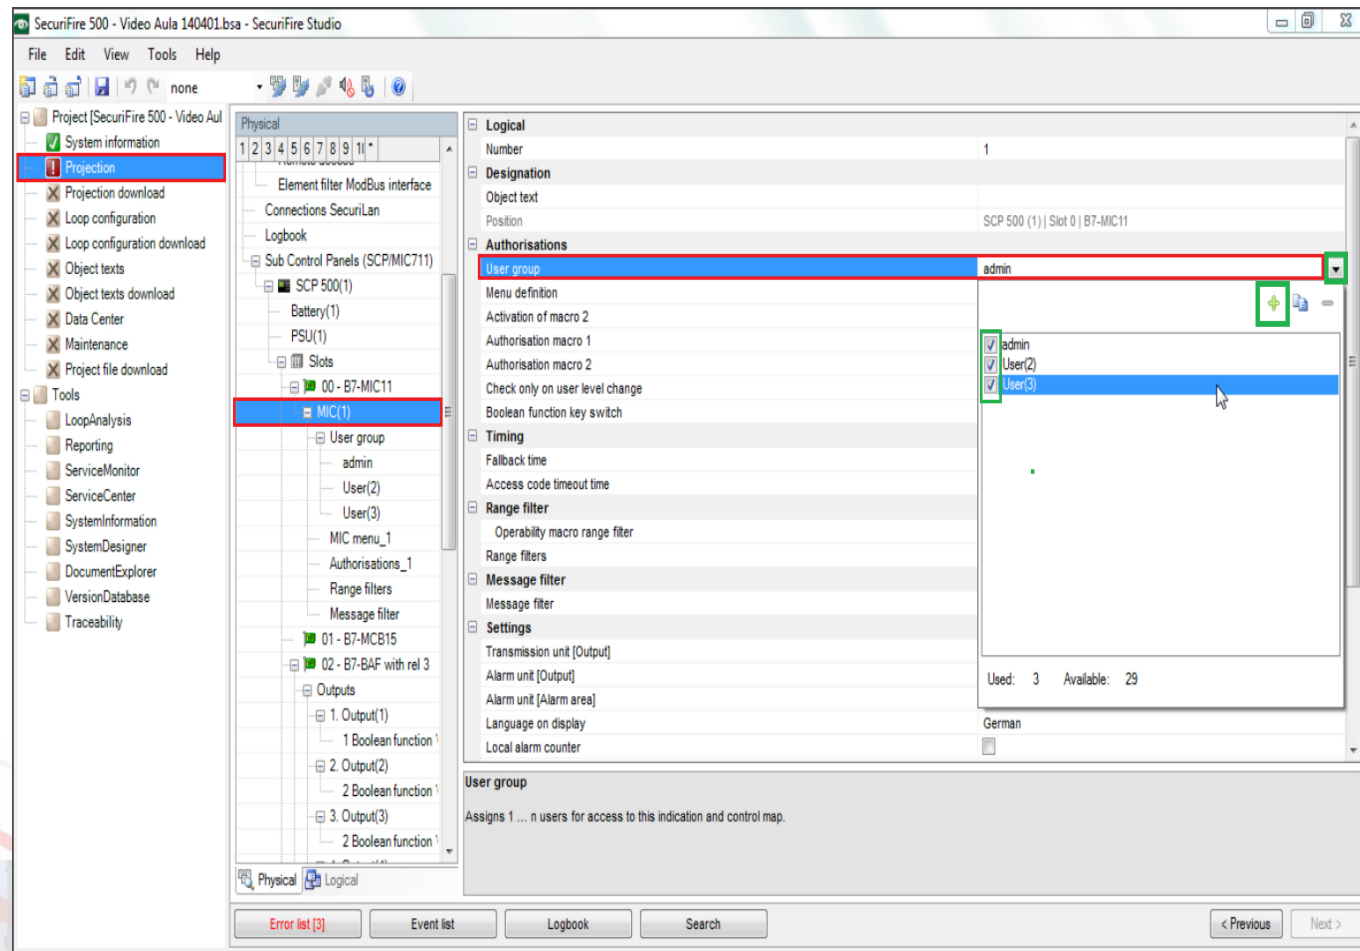 SecuriFire 500 - Video Aula 140401.bsa - SecuriFire Studio
File Edit View Tools Help
none
Project [SecuriFire 500 - Video Aul
System information
Projection
Projection download
Loop configuration
Loop configuration download
Object texts
Object texts download
Data Center
Maintenance
Project file download
Tools
LoopAnalysis
Reporting
ServiceMonitor
ServiceCenter
SystemInformation
SystemDesigner
DocumentExplorer
VersionDatabase
Traceability
Physical
1 2 3 4 5 6 7 8 9 1( *
Remote access
Element filter ModBus interface
Connections SecuriLan
Logbook
Sub Control Panels (SCP/MIC711)
SCP 500(1)
Battery(1)
PSU(1)
Slots
00 - B7-MIC11
MIC(1)
User group
admin
User(2)
User(3)
MIC menu_1
Authorisations_1
Range filters
Message filter
01 - B7-MCB15
02 - B7-BAF with rel 3
Outputs
1. Output(1)
1 Boolean function
2. Output(2)
2 Boolean function
3. Output(3)
2 Boolean function
Physical Logical
Logical
Number 1
Designation
Object text
Position SCP 500 (1) | Slot 0 | B7-MIC11
Authorisations
User group admin
Menu definition
Activation of macro 2
Authorisation macro 1
Authorisation macro 2
Check only on user level change
Boolean function key switch
Timing
Fallback time
Access code timeout time
Range filter
Operability macro range filter
Range filters
Message filter
Message filter
Settings
Transmission unit [Output]
Alarm unit [Output]
Alarm unit [Alarm area]
Language on display German
Local alarm counter
admin
User(2)
User(3)
Used: 3 Available: 29
User group
Assigns 1 ... n users for access to this indication and control map.
Error list [3] Event list Logbook Search < Previous Next >